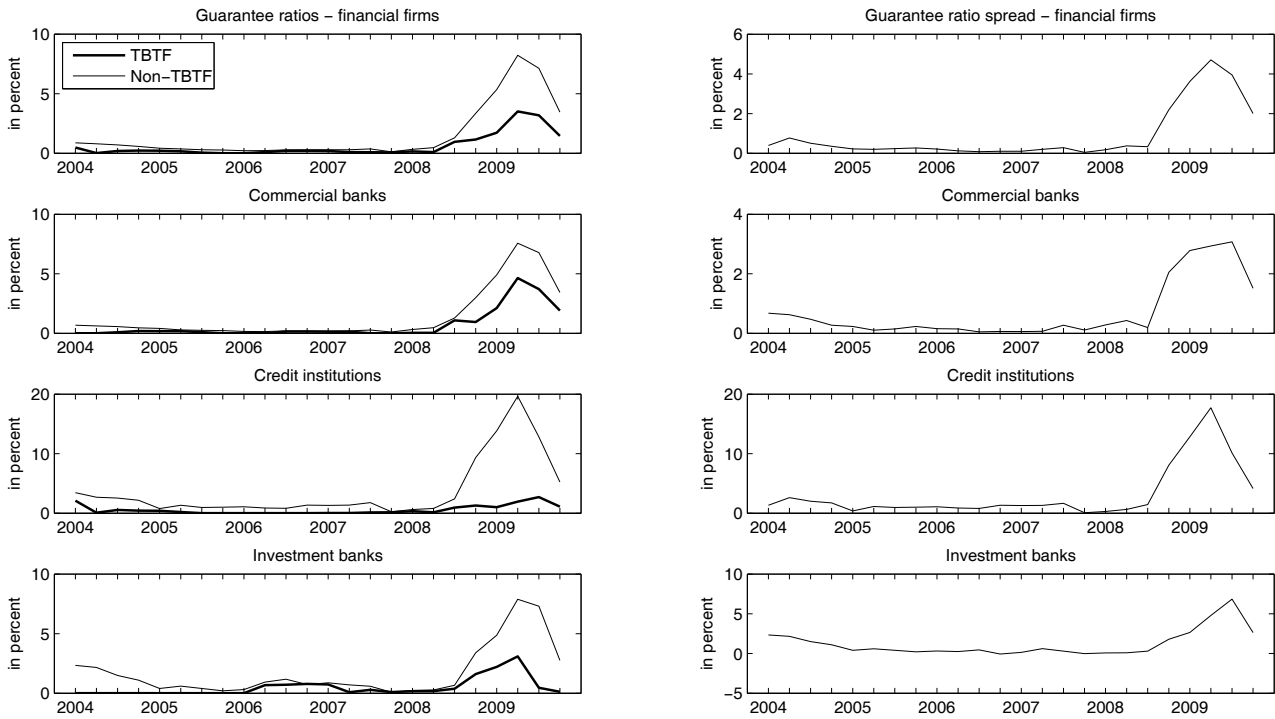 Guarantee ratios – financial firms
10
5
0
in percent
TBTF
Non–TBTF
2004 2005 2006 2007 2008 2009
Guarantee ratio spread – financial firms
6
4
2
0
in percent
2004 2005 2006 2007 2008 2009
Commercial banks
10
5
0
in percent
2004 2005 2006 2007 2008 2009
Commercial banks
4
2
0
in percent
2004 2005 2006 2007 2008 2009
Credit institutions
20
10
0
in percent
2004 2005 2006 2007 2008 2009
Credit institutions
20
10
0
in percent
2004 2005 2006 2007 2008 2009
Investment banks
10
5
0
in percent
2004 2005 2006 2007 2008 2009
Investment banks
10
5
0
−5
in percent
2004 2005 2006 2007 2008 2009